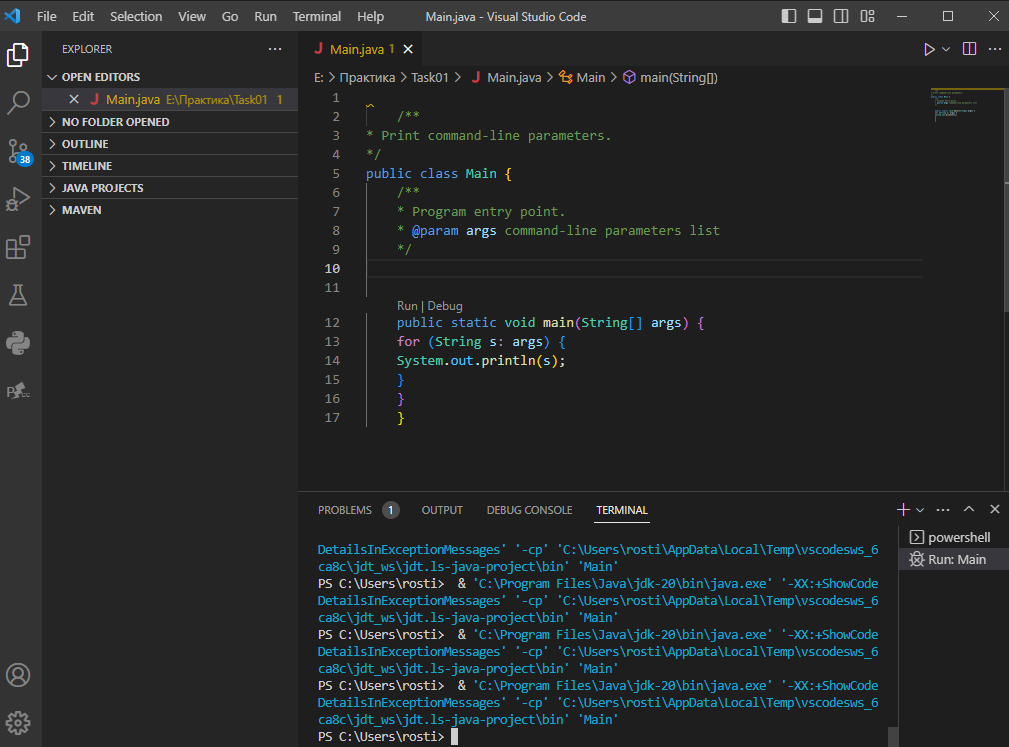 File Edit Selection View Go Run Terminal Help Main.java - Visual Studio Code
EXPLORER
OPEN EDITORS
Main.java E:\Практика\Task01 1
NO FOLDER OPENED
OUTLINE
TIMELINE
JAVA PROJECTS
MAVEN
38
Main.java 1
E: > Практика > Task01 > Main.java > Main > main(String[])
1
2 /**
3 * Print command-line parameters.
4 */
5 public class Main {
6 /**
7 * Program entry point.
8 * @param args command-line parameters list
9 */
10
11
Run | Debug
12 public static void main(String[] args) {
13 for (String s: args) {
14 System.out.println(s);
15 }
16 }
17 }
PROBLEMS 1 OUTPUT DEBUG CONSOLE TERMINAL
DetailsInExceptionMessages' '-cp' 'C:\Users\rosti\AppData\Local\Temp\vscodesws_6
ca8c\jdt_ws\jdt.ls-java-project\bin' 'Main'
PS C:\Users\rosti> & 'C:\Program Files\Java\jdk-20\bin\java.exe' '-XX:+ShowCode
DetailsInExceptionMessages' '-cp' 'C:\Users\rosti\AppData\Local\Temp\vscodesws_6
ca8c\jdt_ws\jdt.ls-java-project\bin' 'Main'
PS C:\Users\rosti> & 'C:\Program Files\Java\jdk-20\bin\java.exe' '-XX:+ShowCode
DetailsInExceptionMessages' '-cp' 'C:\Users\rosti\AppData\Local\Temp\vscodesws_6
ca8c\jdt_ws\jdt.ls-java-project\bin' 'Main'
PS C:\Users\rosti> & 'C:\Program Files\Java\jdk-20\bin\java.exe' '-XX:+ShowCode
DetailsInExceptionMessages' '-cp' 'C:\Users\rosti\AppData\Local\Temp\vscodesws_6
ca8c\jdt_ws\jdt.ls-java-project\bin' 'Main'
PS C:\Users\rosti>
powershell
Run: Main